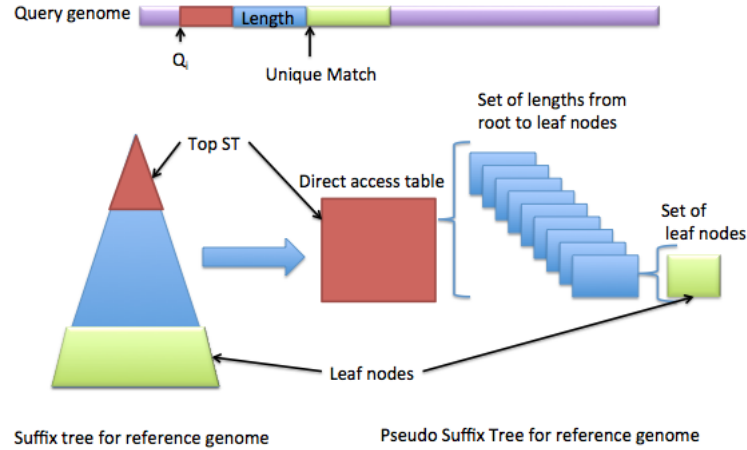 Query genome
Length
Qi
Unique Match
Set of lengths from
root to leaf nodes
Top ST
Direct access table
Set of
leaf nodes
Leaf nodes
Suffix tree for reference genome
Pseudo Suffix Tree for reference genome